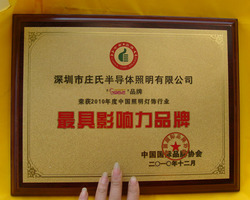 深圳市庄氏半导体照明有限公司
品牌
荣获2010年度中国照明灯饰行业
最具影响力品牌
中国国际品牌协会
二〇一〇年十二月